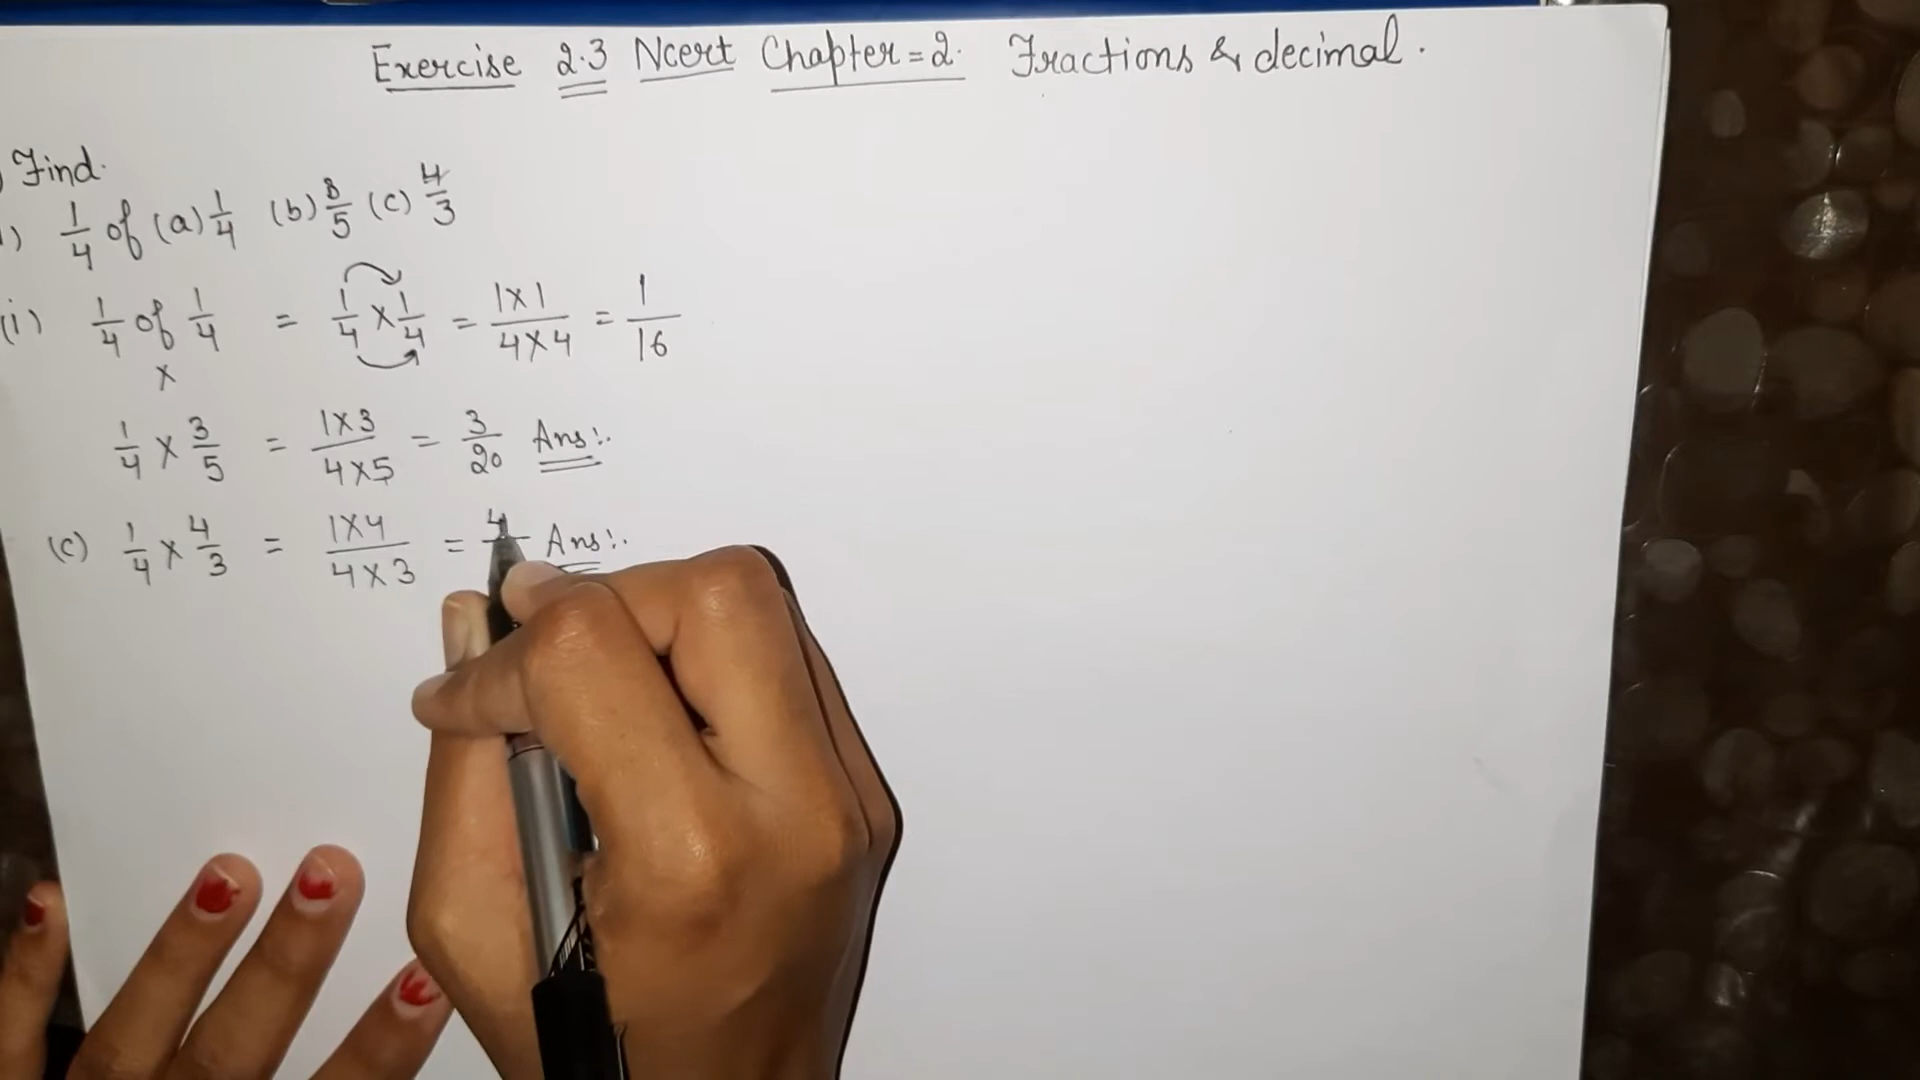 Exercise 2.3 Ncert Chapter = 2. Fractions & decimal.
Find.
) 1/4 of (a) 1/4 (b) 3/5 (c) 4/3
(i) 1/4 of 1/4 = 1/4 × 1/4 = 1×1/4×4 = 1/16
×
1/4 × 3/5 = 1×3/4×5 = 3/20 Ans:.
(c) 1/4 × 4/3 = 1×4/4×3 = 4 Ans:.